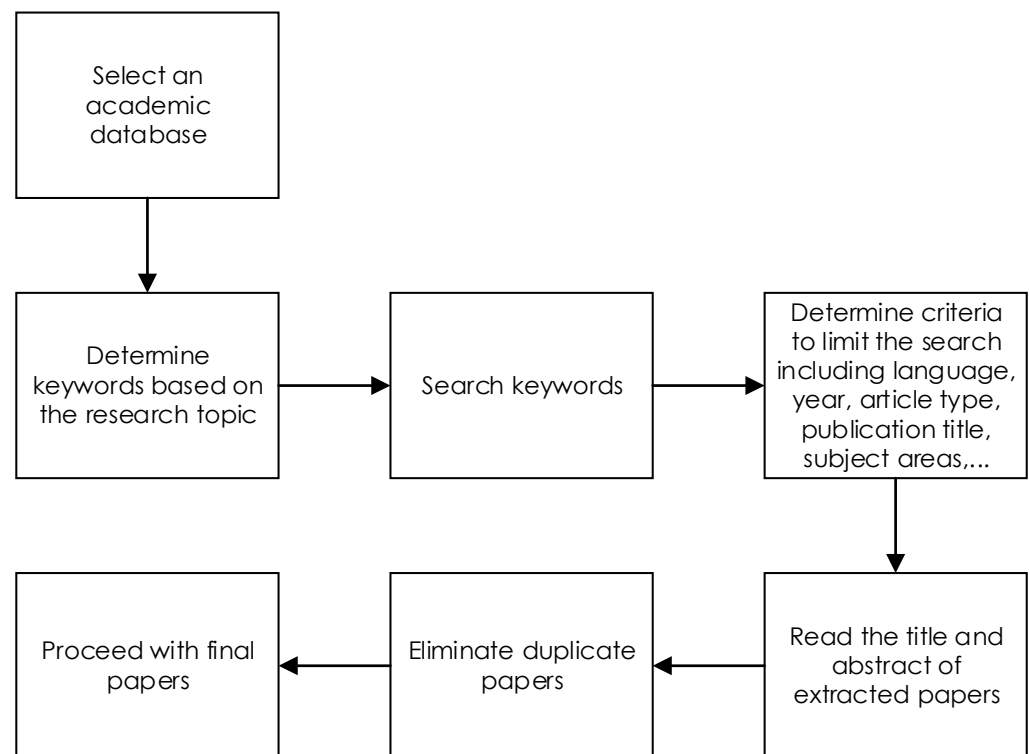 Select an
academic
database
Determine
keywords based on
the research topic
Search keywords
Determine criteria
to limit the search
including language,
year, article type,
publication title,
subject areas,...
Read the title and
abstract of
extracted papers
Eliminate duplicate
papers
Proceed with final
papers